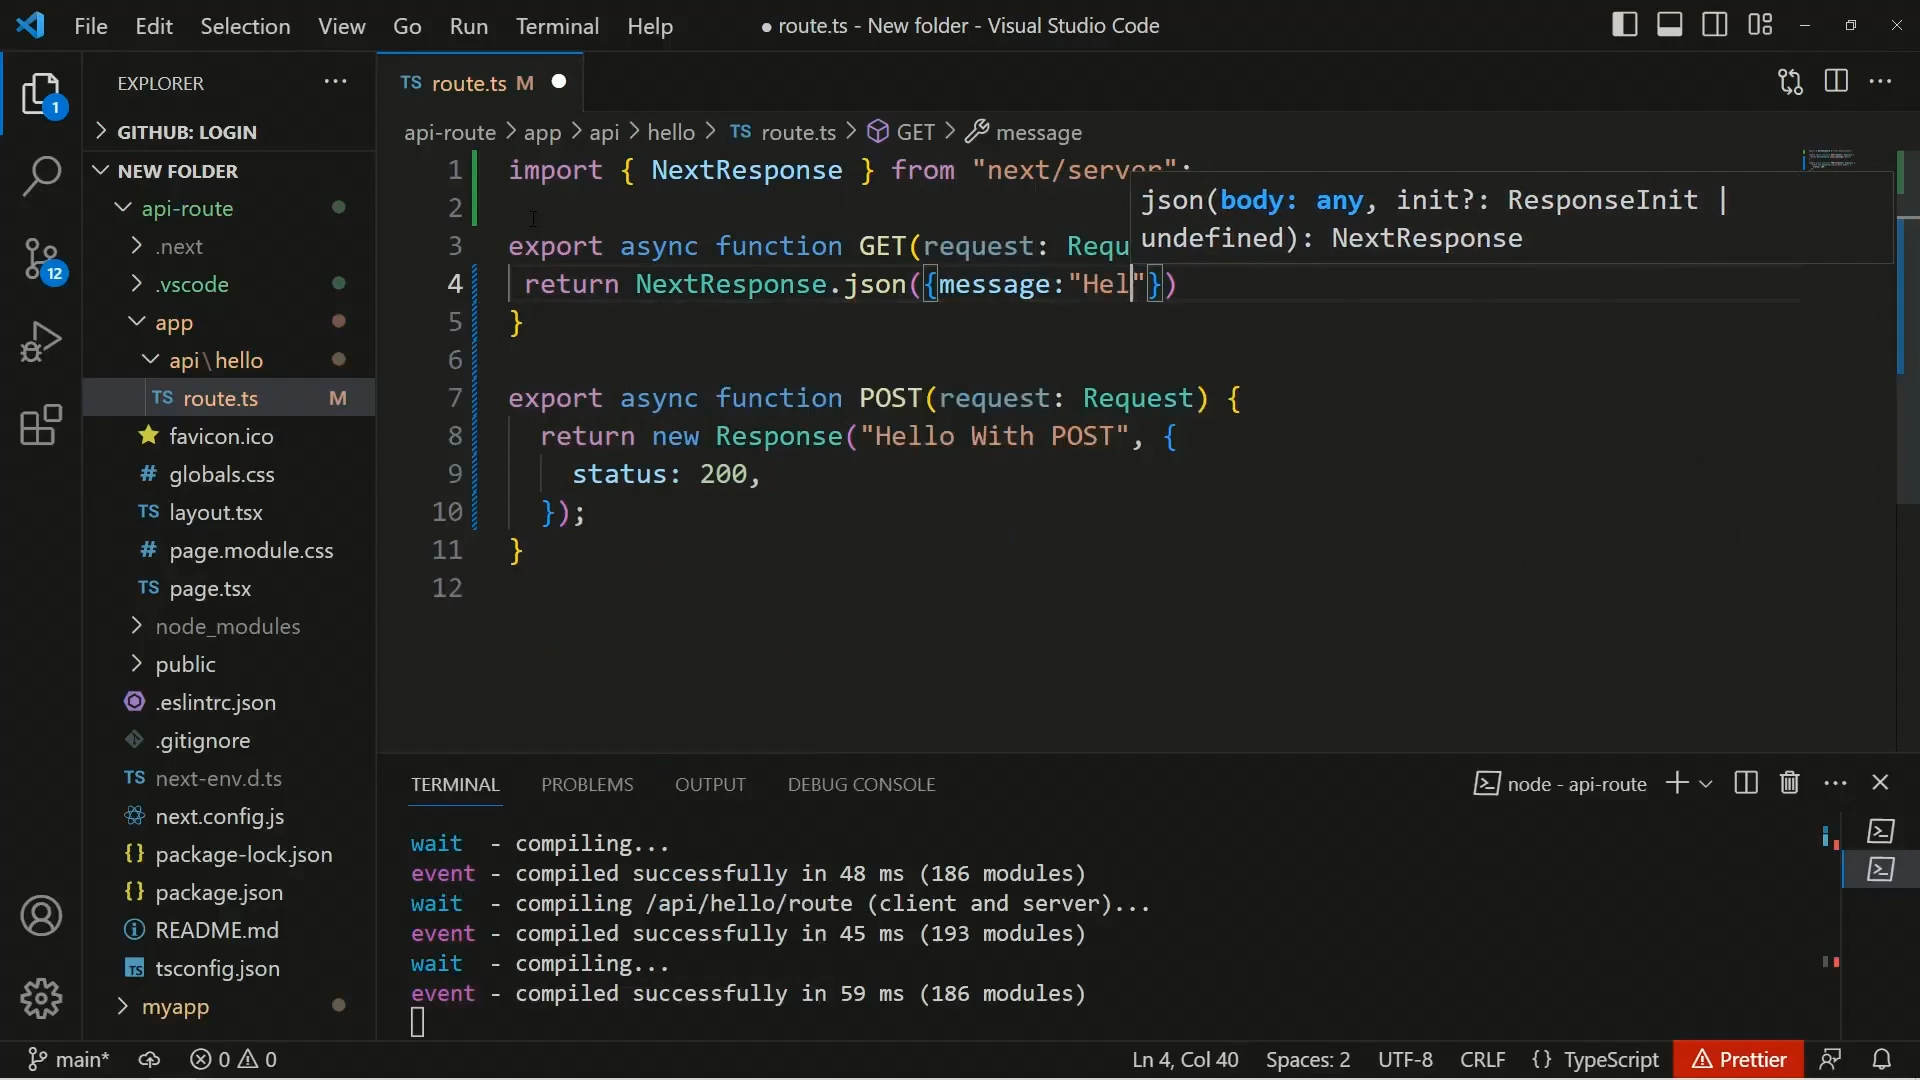 File Edit Selection View Go Run Terminal Help
● route.ts - New folder - Visual Studio Code
EXPLORER
1
GITHUB: LOGIN
NEW FOLDER
api-route
.next
12
.vscode
app
api\hello
TS route.ts M
favicon.ico
# globals.css
TS layout.tsx
# page.module.css
TS page.tsx
node_modules
public
.eslintrc.json
.gitignore
TS next-env.d.ts
next.config.js
{} package-lock.json
{} package.json
README.md
TS tsconfig.json
myapp
TS route.ts M
api-route > app > api > hello > TS route.ts > GET > message
1 import { NextResponse } from "next/server";
2
json(body: any, init?: ResponseInit |
undefined): NextResponse
3 export async function GET(request: Requ
4 return NextResponse.json({message:"Hel"})
5 }
6
7 export async function POST(request: Request) {
8 return new Response("Hello With POST", {
9 status: 200,
10 });
11 }
12
TERMINAL PROBLEMS OUTPUT DEBUG CONSOLE
node - api-route
wait - compiling...
event - compiled successfully in 48 ms (186 modules)
wait - compiling /api/hello/route (client and server)...
event - compiled successfully in 45 ms (193 modules)
wait - compiling...
event - compiled successfully in 59 ms (186 modules)
main* 0 0 Ln 4, Col 40 Spaces: 2 UTF-8 CRLF {} TypeScript Prettier